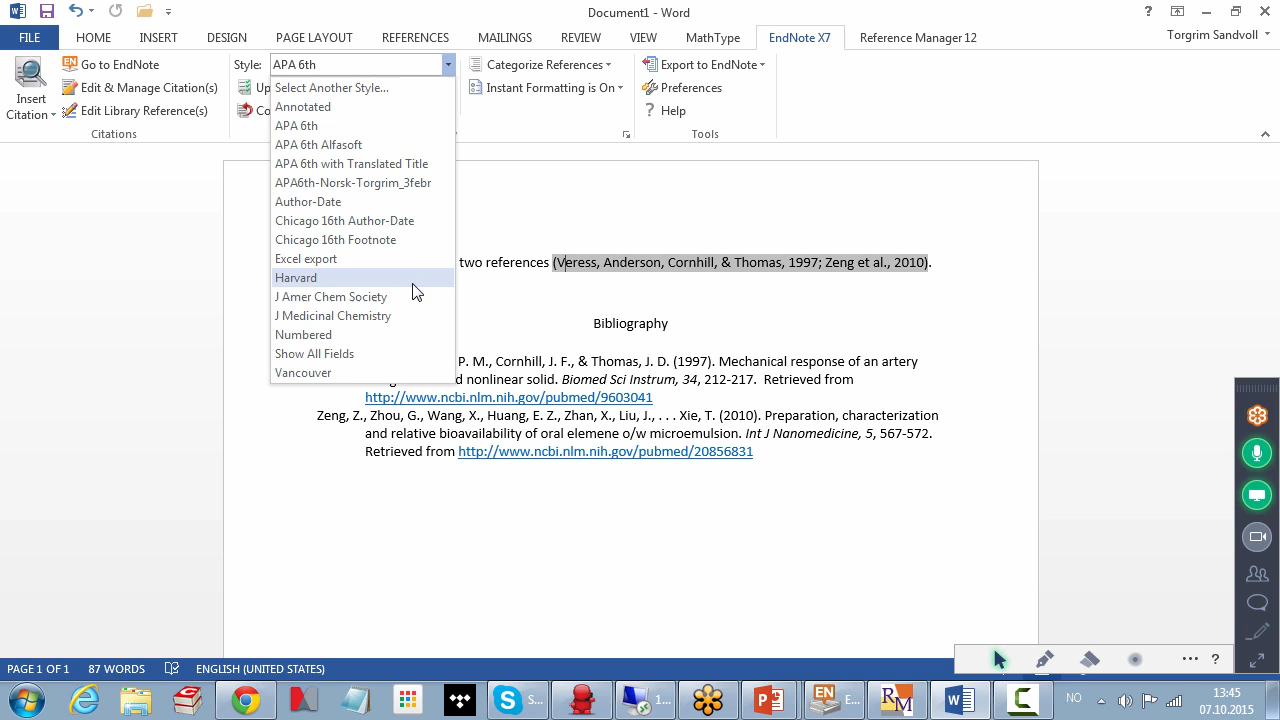 Document1 - Word
?
FILE HOME INSERT DESIGN PAGE LAYOUT REFERENCES MAILINGS REVIEW VIEW MathType EndNote X7 Reference Manager 12
Torgrim Sandvoll
Insert Citation
Go to EndNote
Edit & Manage Citation(s)
Edit Library Reference(s)
Citations
Style: APA 6th
Up
Co
Categorize References
Instant Formatting is On
Export to EndNote
Preferences
Help
Tools
Select Another Style...
Annotated
APA 6th
APA 6th Alfasoft
APA 6th with Translated Title
APA6th-Norsk-Torgrim_3febr
Author-Date
Chicago 16th Author-Date
Chicago 16th Footnote
Excel export
Harvard
J Amer Chem Society
J Medicinal Chemistry
Numbered
Show All Fields
Vancouver
two references (Veress, Anderson, Cornhill, & Thomas, 1997; Zeng et al., 2010).
Bibliography
P. M., Cornhill, J. F., & Thomas, J. D. (1997). Mechanical response of an artery
d nonlinear solid. Biomed Sci Instrum, 34, 212-217. Retrieved from
http://www.ncbi.nlm.nih.gov/pubmed/9603041
Zeng, Z., Zhou, G., Wang, X., Huang, E. Z., Zhan, X., Liu, J., . . . Xie, T. (2010). Preparation, characterization
and relative bioavailability of oral elemene o/w microemulsion. Int J Nanomedicine, 5, 567-572.
Retrieved from http://www.ncbi.nlm.nih.gov/pubmed/20856831
PAGE 1 OF 1 87 WORDS ENGLISH (UNITED STATES)
... ?
S... 1... E... NO 13:45
07.10.2015